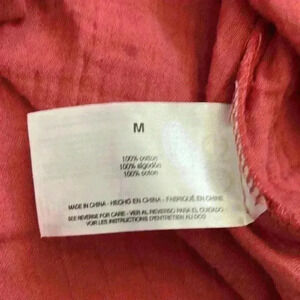 M
100% cotton
100% algodón
100% coton
MADE IN CHINA - HECHO EN CHINA - FABRIQUÉ EN CHINE
SEE REVERSE FOR CARE - VER AL REVERSO PARA EL CUIDADO
VOIR LES INSTRUCTIONS D'ENTRETIEN AU DOS